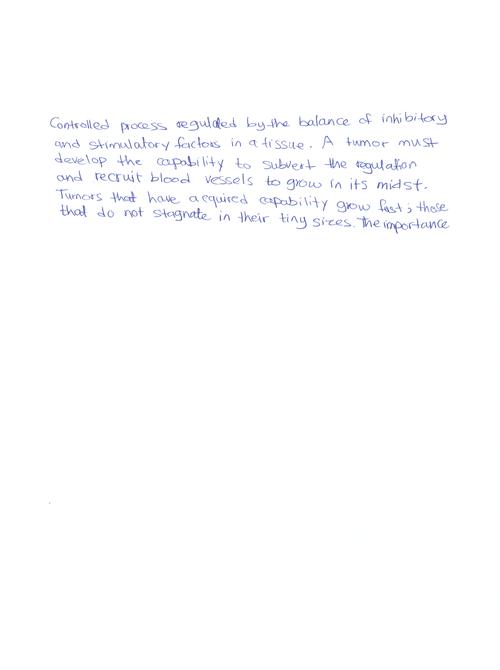 Controlled process regulated by the balance of inhibitory
and stimulatory factors in a tissue. A tumor must
develop the capability to subvert the regulation
and recruit blood vessels to grow in its midst.
Tumors that have acquired capability grow fast; those
that do not stagnate in their tiny sizes. The importance